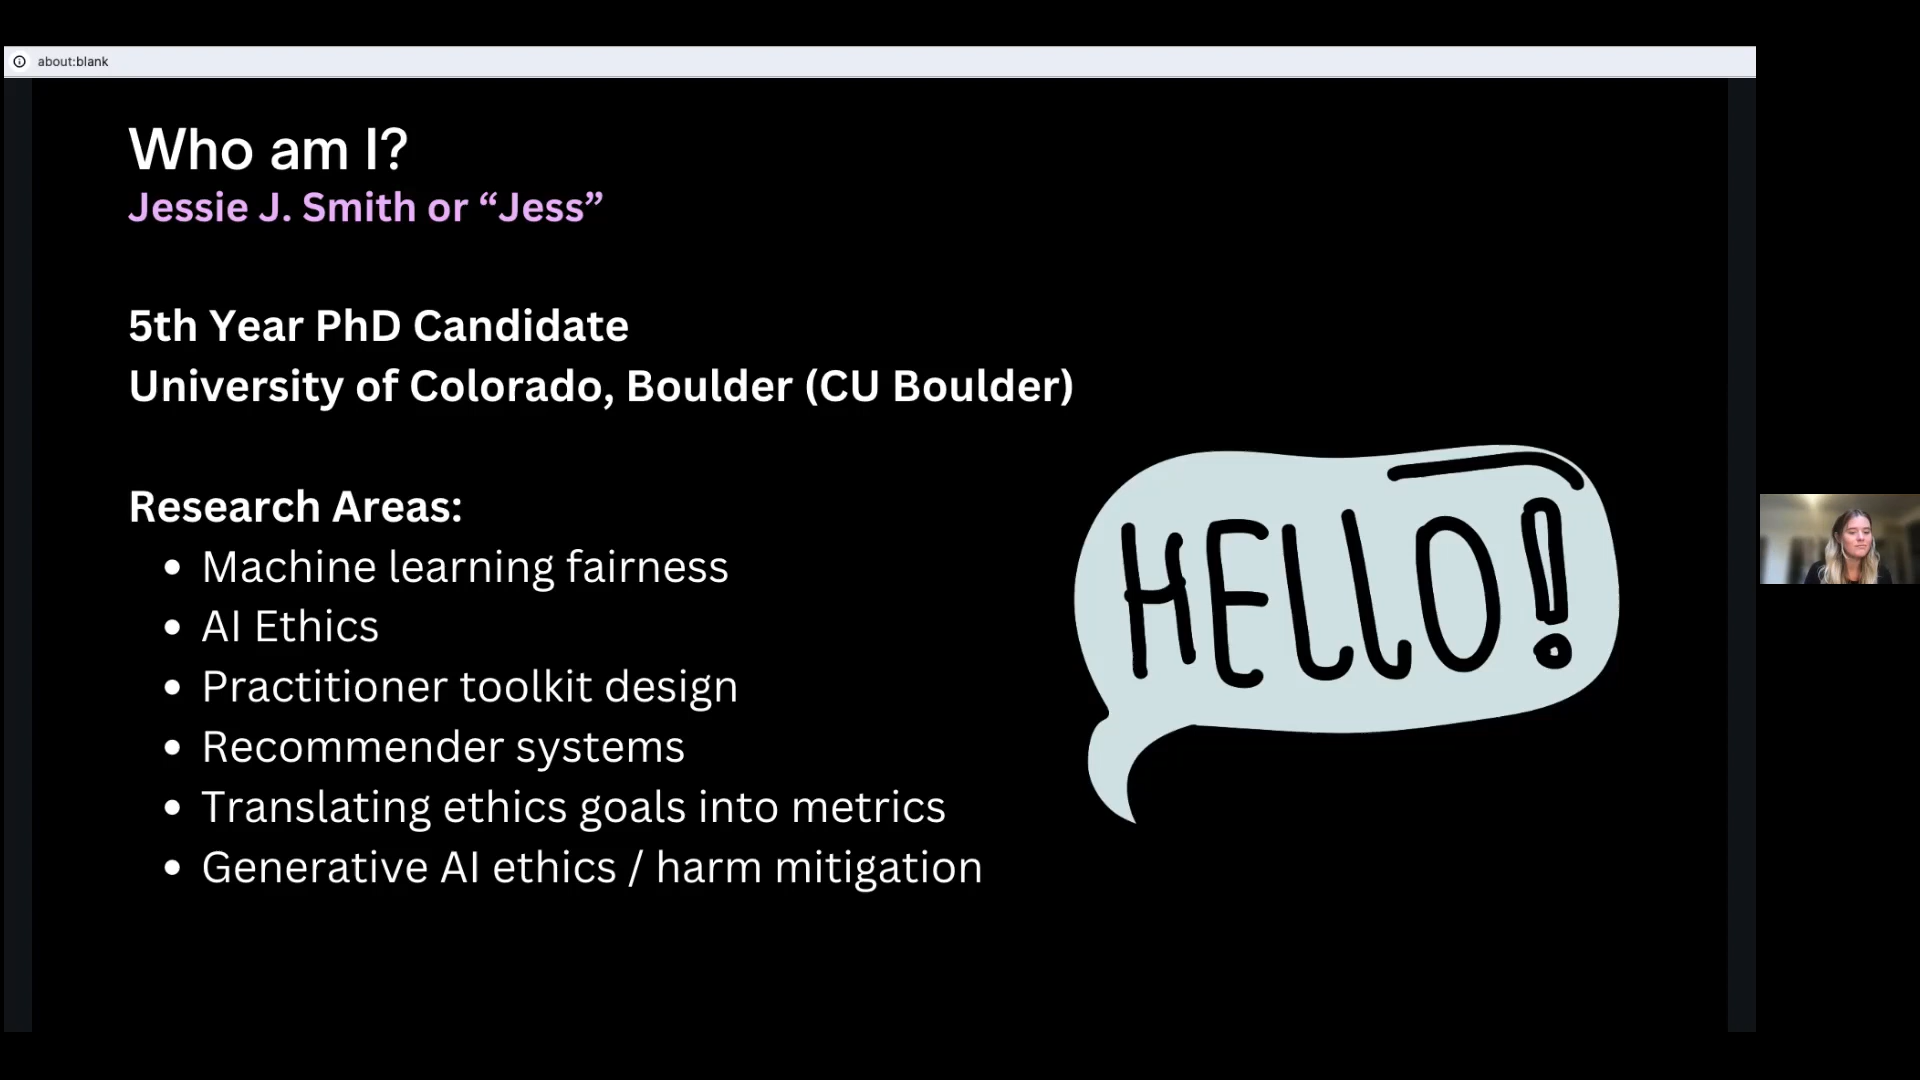 about:blank
Who am I?
Jessie J. Smith or “Jess”
5th Year PhD Candidate
University of Colorado, Boulder (CU Boulder)
Research Areas:
• Machine learning fairness
• AI Ethics
• Practitioner toolkit design
• Recommender systems
• Translating ethics goals into metrics
• Generative AI ethics / harm mitigation
HELLO!